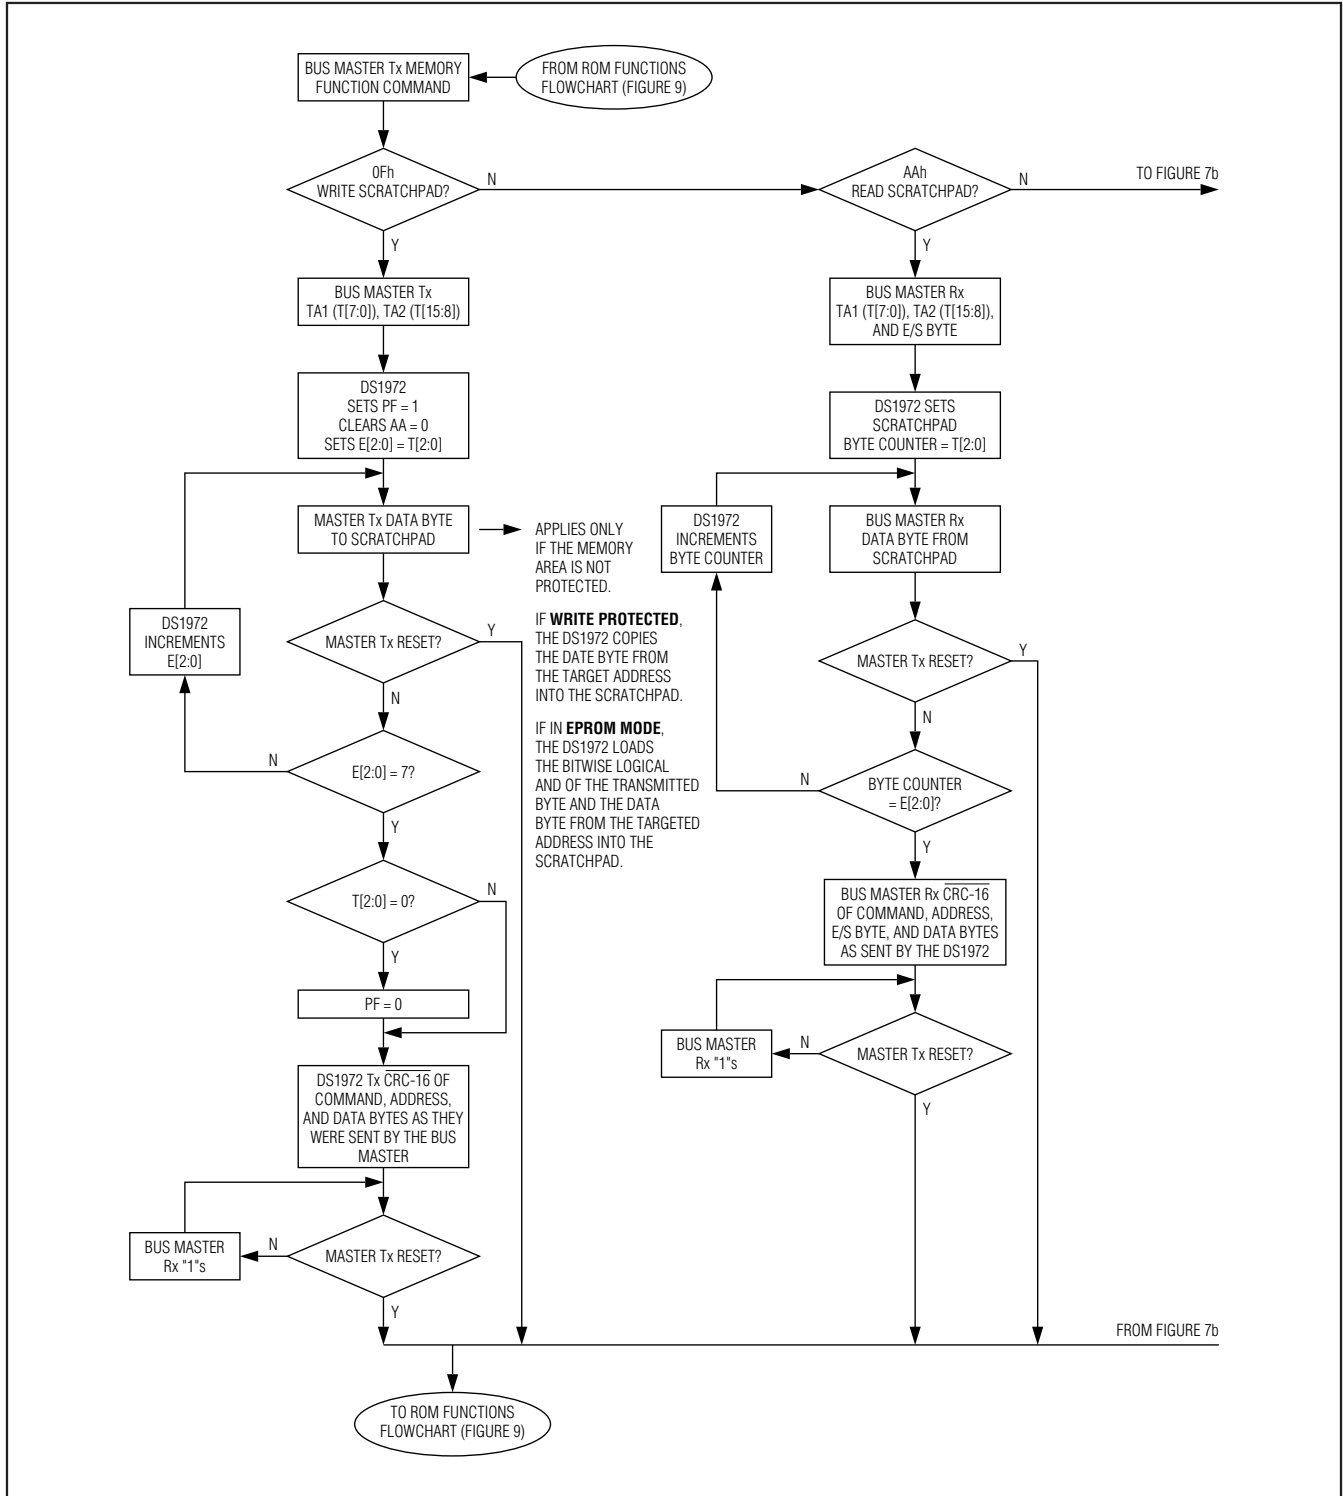 BUS MASTER Tx MEMORY
FUNCTION COMMAND
FROM ROM FUNCTIONS
FLOWCHART (FIGURE 9)
0Fh
WRITE SCRATCHPAD?
N
Y
AAh
READ SCRATCHPAD?
N
TO FIGURE 7b
Y
BUS MASTER Tx
TA1 (T[7:0]), TA2 (T[15:8])
DS1972
SETS PF = 1
CLEARS AA = 0
SETS E[2:0] = T[2:0]
MASTER Tx DATA BYTE
TO SCRATCHPAD
APPLIES ONLY
IF THE MEMORY
AREA IS NOT
PROTECTED.
IF WRITE PROTECTED,
THE DS1972 COPIES
THE DATE BYTE FROM
THE TARGET ADDRESS
INTO THE SCRATCHPAD.
IF IN EPROM MODE,
THE DS1972 LOADS
THE BITWISE LOGICAL
AND OF THE TRANSMITTED
BYTE AND THE DATA
BYTE FROM THE TARGETED
ADDRESS INTO THE
SCRATCHPAD.
DS1972
INCREMENTS
E[2:0]
MASTER Tx RESET?
Y
N
E[2:0] = 7?
N
Y
T[2:0] = 0?
N
Y
PF = 0
DS1972 Tx CRC-16 OF
COMMAND, ADDRESS,
AND DATA BYTES AS THEY
WERE SENT BY THE BUS
MASTER
BUS MASTER
Rx "1"s
N
MASTER Tx RESET?
Y
BUS MASTER Rx
TA1 (T[7:0]), TA2 (T[15:8]),
AND E/S BYTE
DS1972 SETS
SCRATCHPAD
BYTE COUNTER = T[2:0]
DS1972
INCREMENTS
BYTE COUNTER
BUS MASTER Rx
DATA BYTE FROM
SCRATCHPAD
MASTER Tx RESET?
Y
N
BYTE COUNTER
= E[2:0]?
N
Y
BUS MASTER Rx CRC-16
OF COMMAND, ADDRESS,
E/S BYTE, AND DATA BYTES
AS SENT BY THE DS1972
BUS MASTER
Rx "1"s
N
MASTER Tx RESET?
Y
FROM FIGURE 7b
TO ROM FUNCTIONS
FLOWCHART (FIGURE 9)